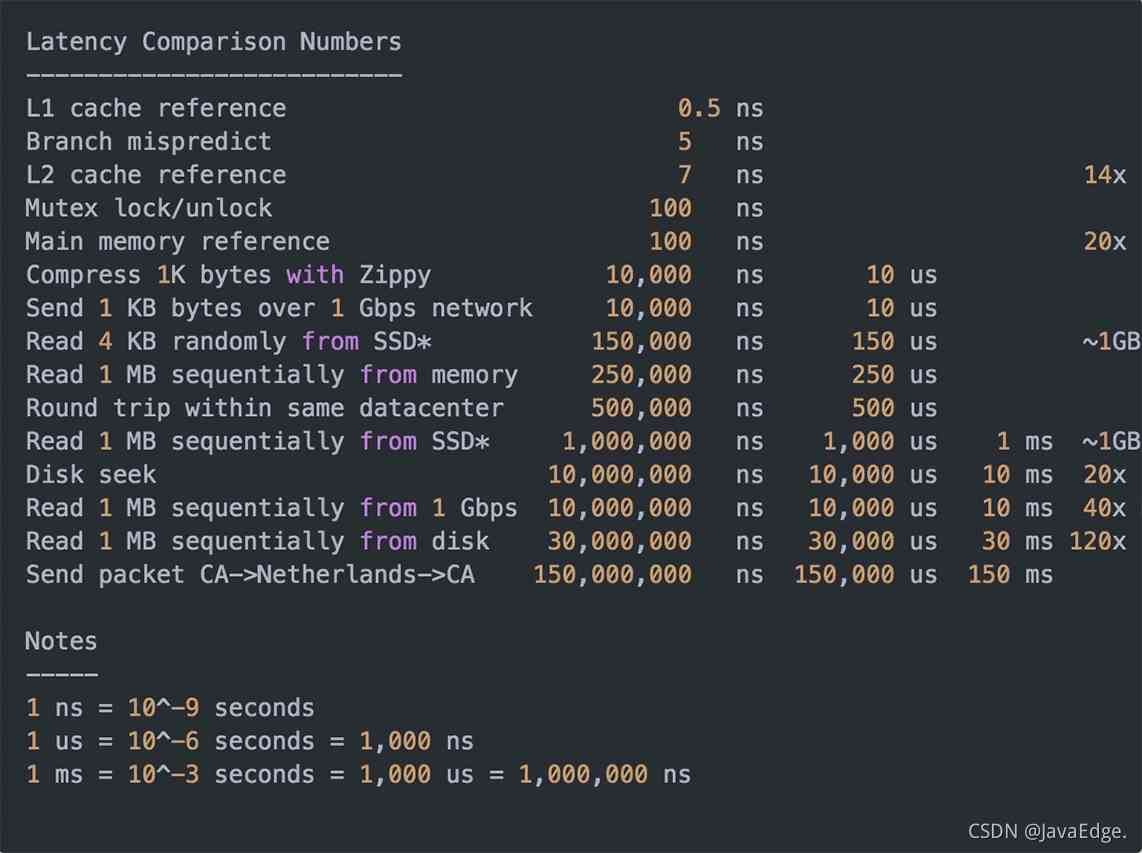 Latency Comparison Numbers
--------------------------
L1 cache reference                           0.5 ns
Branch mispredict                            5   ns
L2 cache reference                           7   ns                      14x
Mutex lock/unlock                          100   ns
Main memory reference                      100   ns                      20x
Compress 1K bytes with Zippy            10,000   ns       10 us
Send 1 KB bytes over 1 Gbps network     10,000   ns       10 us
Read 4 KB randomly from SSD*           150,000   ns      150 us          ~1GB
Read 1 MB sequentially from memory     250,000   ns      250 us
Round trip within same datacenter      500,000   ns      500 us
Read 1 MB sequentially from SSD*     1,000,000   ns    1,000 us    1 ms  ~1GB
Disk seek                           10,000,000   ns   10,000 us   10 ms  20x
Read 1 MB sequentially from 1 Gbps  10,000,000   ns   10,000 us   10 ms  40x
Read 1 MB sequentially from disk    30,000,000   ns   30,000 us   30 ms 120x
Send packet CA->Netherlands->CA    150,000,000   ns  150,000 us  150 ms
Notes
-----
1 ns = 10^-9 seconds
1 us = 10^-6 seconds = 1,000 ns
1 ms = 10^-3 seconds = 1,000 us = 1,000,000 ns
CSDN @JavaEdge.